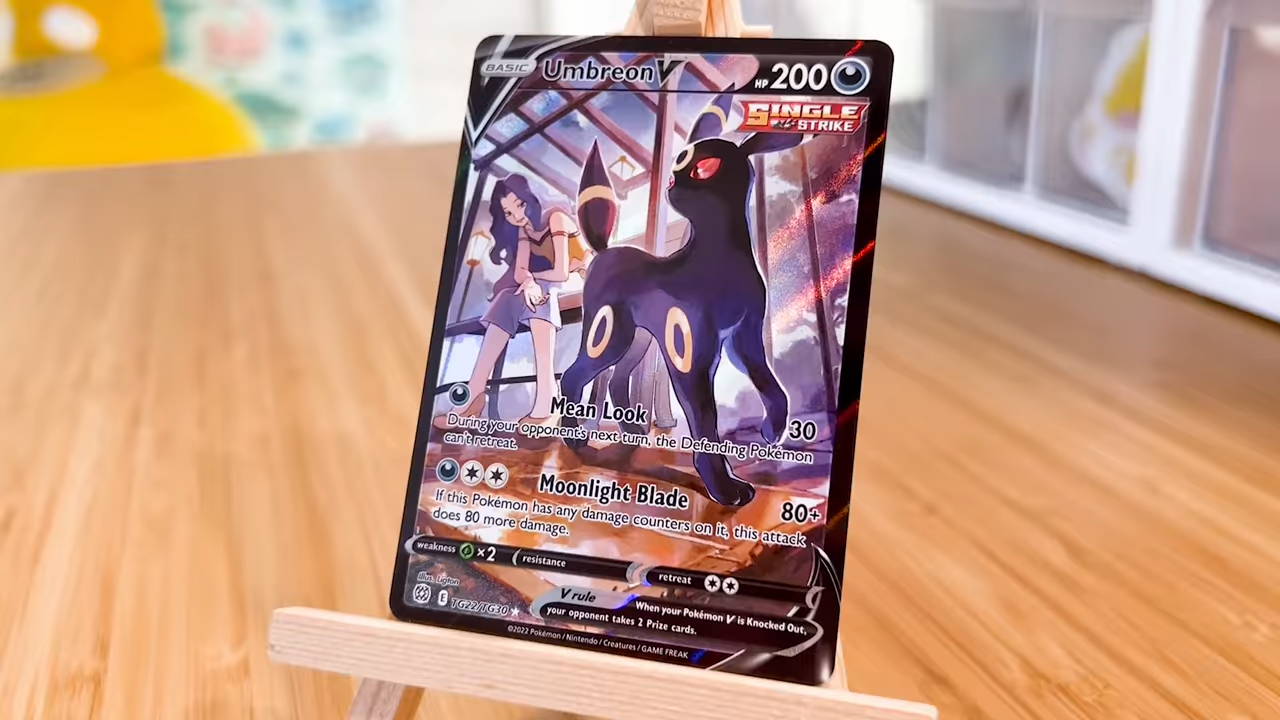 BASIC Umbreon V HP 200
SINGLE STRIKE
Mean Look 30
During your opponent's next turn, the Defending Pokémon
can't retreat.
Moonlight Blade 80+
If this Pokémon has any damage counters on it, this attack
does 80 more damage.
weakness ×2 resistance retreat
Illus. Ligton
E TG22/TG30 ★
V rule When your Pokémon V is Knocked Out,
your opponent takes 2 Prize cards.
©2022 Pokémon / Nintendo / Creatures / GAME FREAK